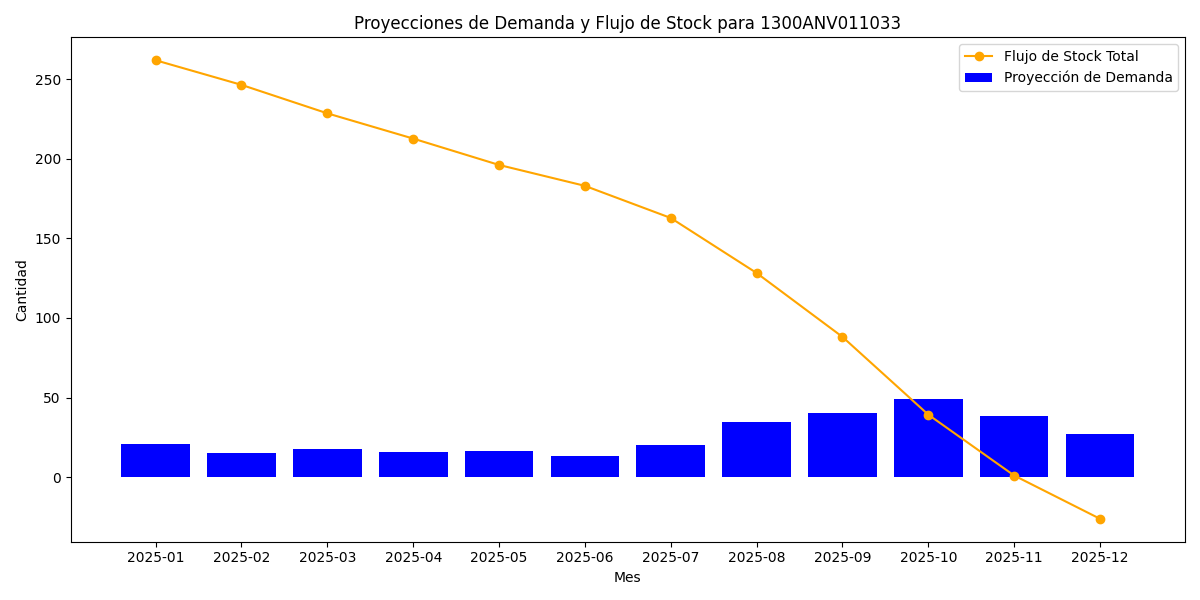 Proyecciones de Demanda y Flujo de Stock para 1300ANV011033
Flujo de Stock Total
Proyección de Demanda
Cantidad
250
200
150
100
50
0
2025-01 2025-02 2025-03 2025-04 2025-05 2025-06 2025-07 2025-08 2025-09 2025-10 2025-11 2025-12
Mes